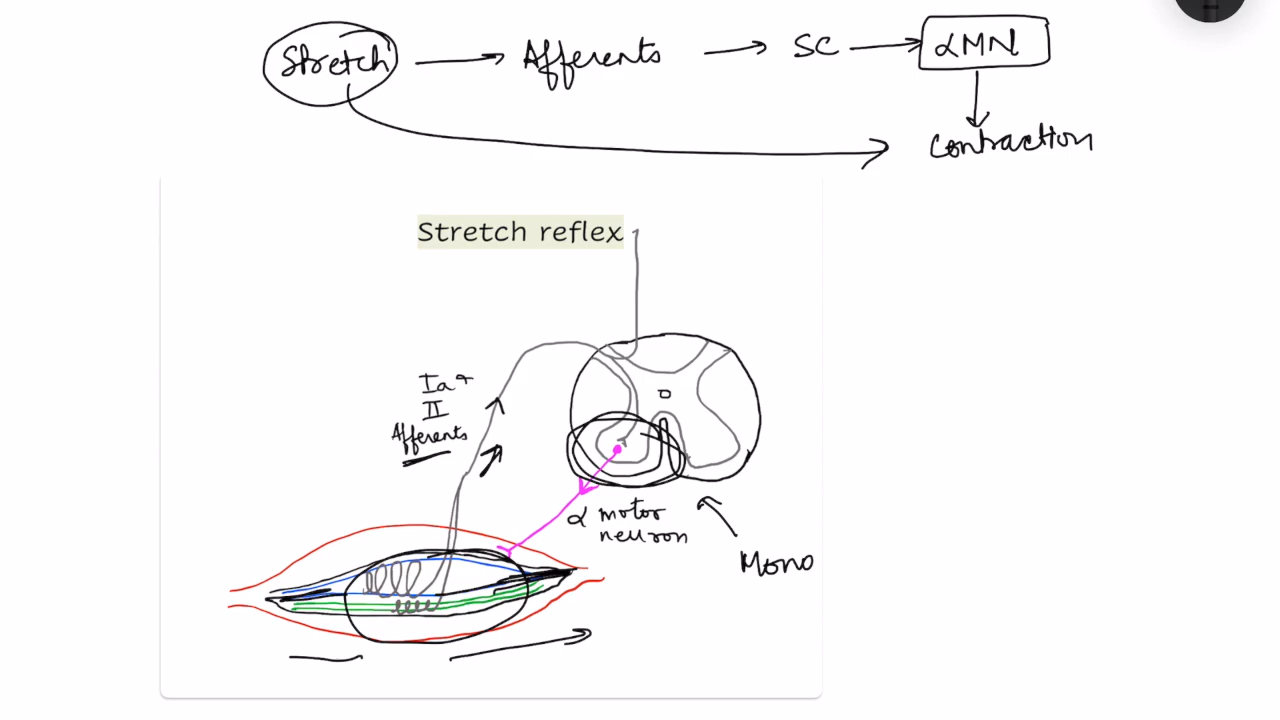 Stretch → Afferents → SC → αMN
contraction
Stretch reflex
Ia +
II
Afferents
α motor
neuron
Mono